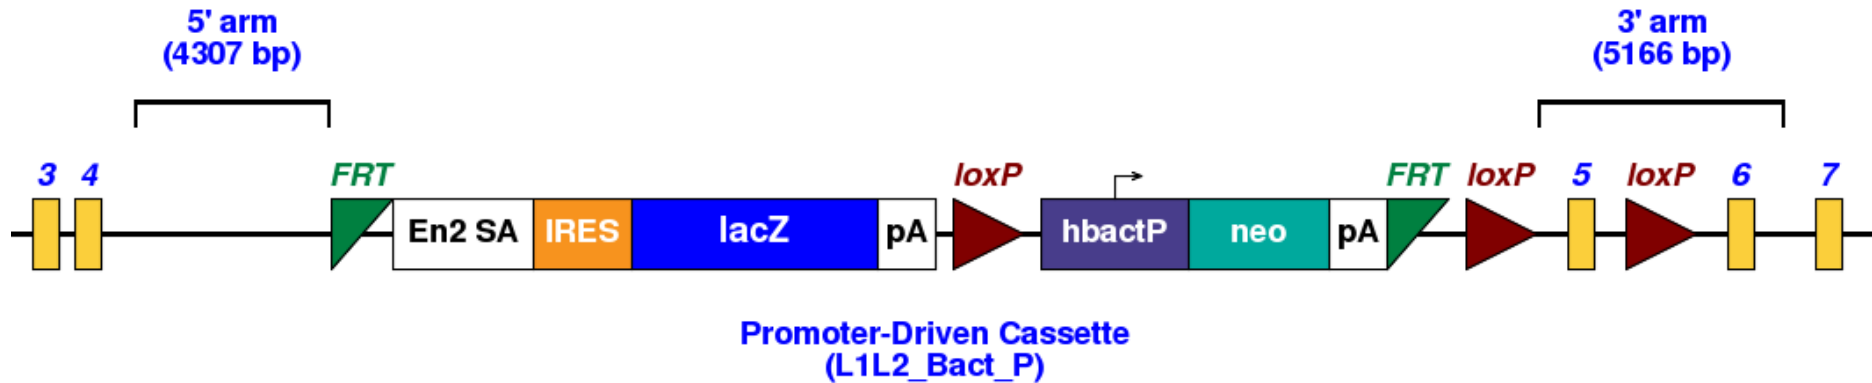 5' arm
(4307 bp)
3' arm
(5166 bp)
3 4 FRT loxP FRT loxP 5 loxP 6 7
En2 SA IRES lacZ pA hbactP neo pA
Promoter-Driven Cassette
(L1L2_Bact_P)